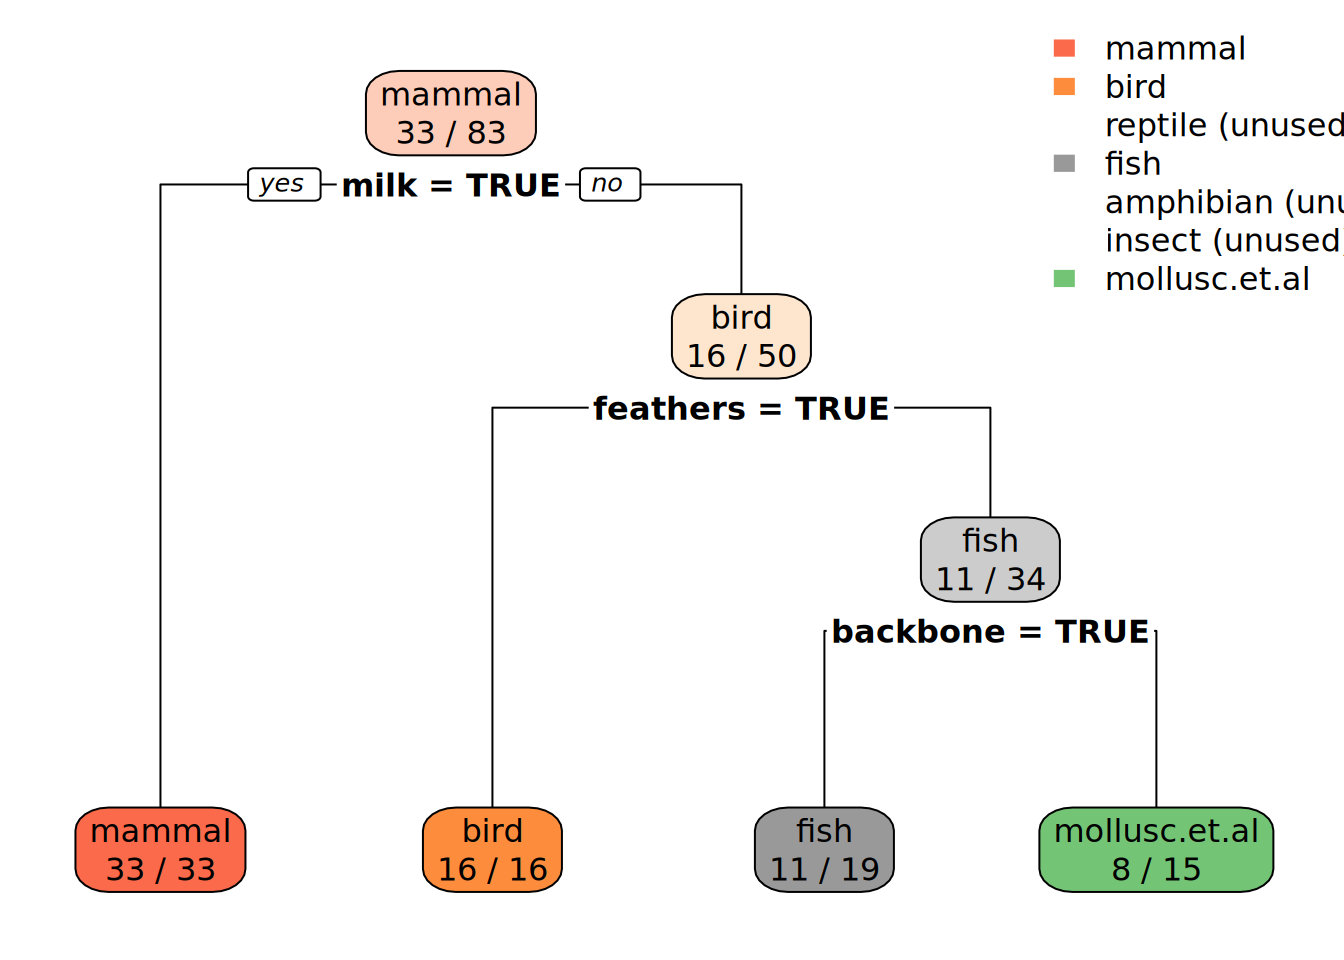 mammal
bird
reptile (unused
fish
amphibian (unu
insect (unused
mollusc.et.al
mammal
33 / 83
yes milk = TRUE no
bird
16 / 50
feathers = TRUE
fish
11 / 34
backbone = TRUE
mammal
33 / 33
bird
16 / 16
fish
11 / 19
mollusc.et.al
8 / 15